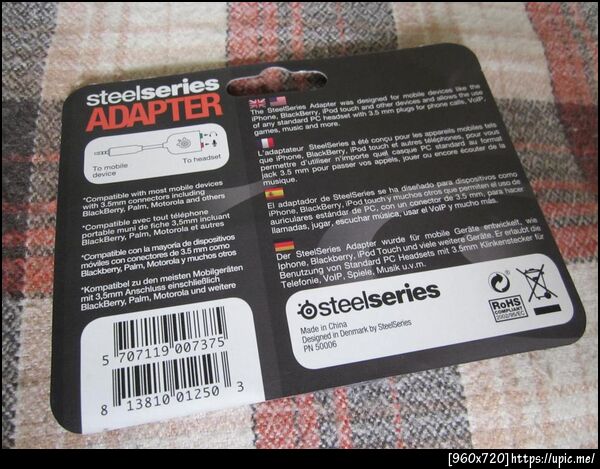 steelseries
ADAPTER
To mobile
device
To headset
*Compatible with most mobile devices
with 3.5mm connectors including
BlackBerry, Palm, Motorola and others
*Compatible avec tout téléphone
portable muni de fiche 3.5mm incluant
BlackBerry, Palm, Motorola et autres
*Compatible con la mayoría de dispositivos
móviles con conectores de 3.5 mm como
Blackberry, Palm, Motorola y muchos otros
*Kompatibel zu den meisten Mobilgeräten
mit 3,5mm Anschluss einschließlich
BlackBerry, Palm, Motorola und weitere
5 707119 007375
8 13810 01250 3
The SteelSeries Adapter was designed for mobile devices like the
iPhone, BlackBerry, iPod touch and other devices and allows the use
of any standard PC headset with 3.5 mm plugs for phone calls, VoIP,
games, music and more.
L'adaptateur SteelSeries a été conçu pour les appareils mobiles tels
que iPhone, BlackBerry, iPod touch et autres téléphones, pour vous
permettre d'utiliser n'importe quel casque PC standard au format
jack 3.5 mm pour passer vos appels, jouer ou encore écouter de la
musique.
El adaptador de SteelSeries se ha diseñado para dispositivos como el
iPhone, BlackBerry, iPod touch y muchos otros que permiten el uso de
auriculares estándar de PC, con un conector de 3.5 mm, para hacer
llamadas, jugar, escuchar música, usar el VoIP y mucho más.
Der SteelSeries Adapter wurde für mobile Geräte entwickelt, wie
Iphone, BlackBerry, iPod Touch und viele weitere Geräte. Er erlaubt die
Benutzung von Standard PC Headsets mit 3.5mm Klinkenstecker für
Telefonie, VoIP, Spiele, Musik u.v.m.
steelseries
Made in China
Designed in Denmark by SteelSeries
PN 50006
RoHS
COMPLIANT
2002/95/EC
[960x720]https://upic.me/